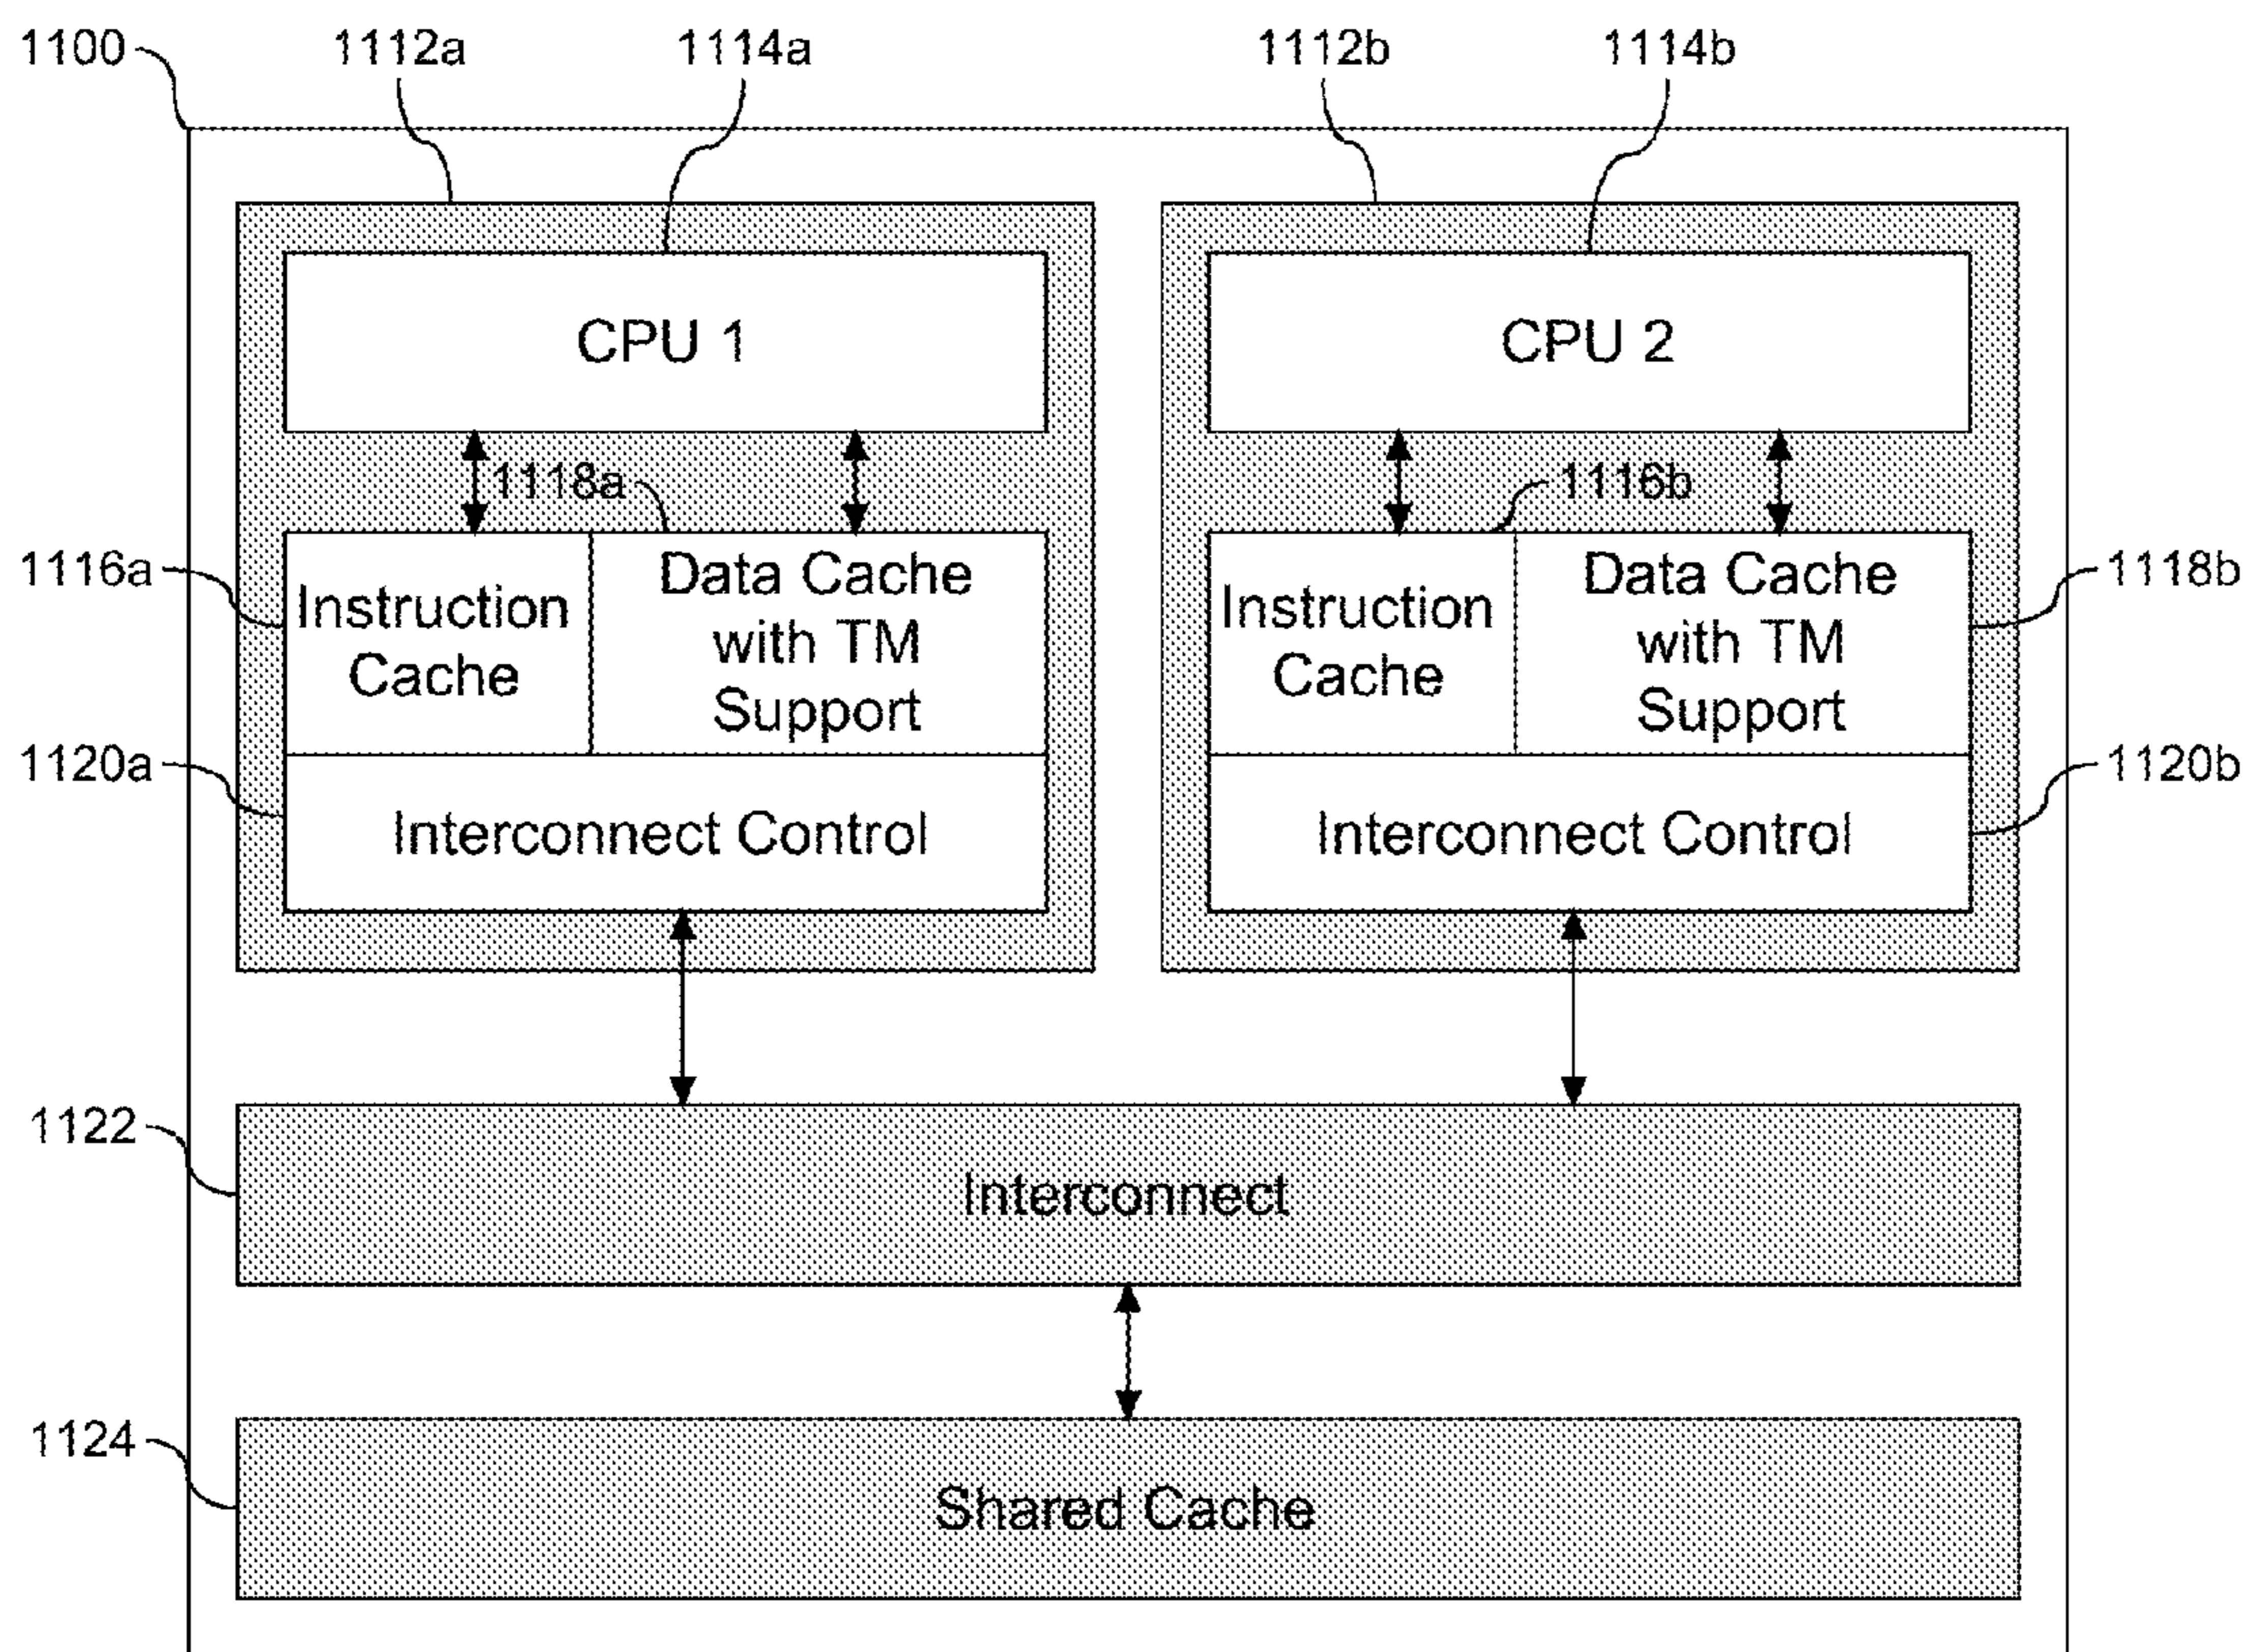 1100
1112a
1114a
1112b
1114b
CPU 1
CPU 2
1118a
1116b
1116a
Instruction
Cache
Data Cache
with TM
Support
Instruction
Cache
Data Cache
with TM
Support
1118b
1120a
Interconnect Control
Interconnect Control
1120b
1122
Interconnect
1124
Shared Cache